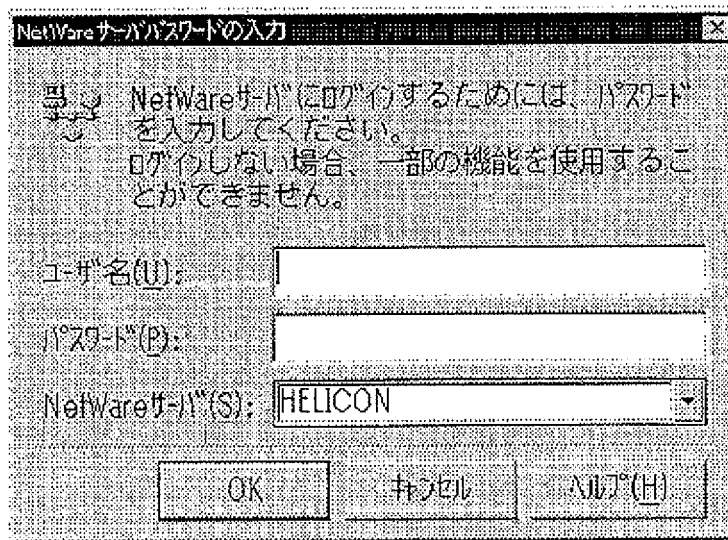 NetWareｻｰﾊﾞﾊﾟｽﾜｰﾄﾞの入力
NetWareｻｰﾊﾞにﾛｸﾞｲﾝするためには、ﾊﾟｽﾜｰﾄﾞ
を入力してください。
ﾛｸﾞｲﾝしない場合、一部の機能を使用するこ
とができません。
ﾕｰｻﾞ名(U):
ﾊﾟｽﾜｰﾄﾞ(P):
NetWareｻｰﾊﾞ(S): HELICON
OK ｷｬﾝｾﾙ ﾍﾙﾌﾟ(H)